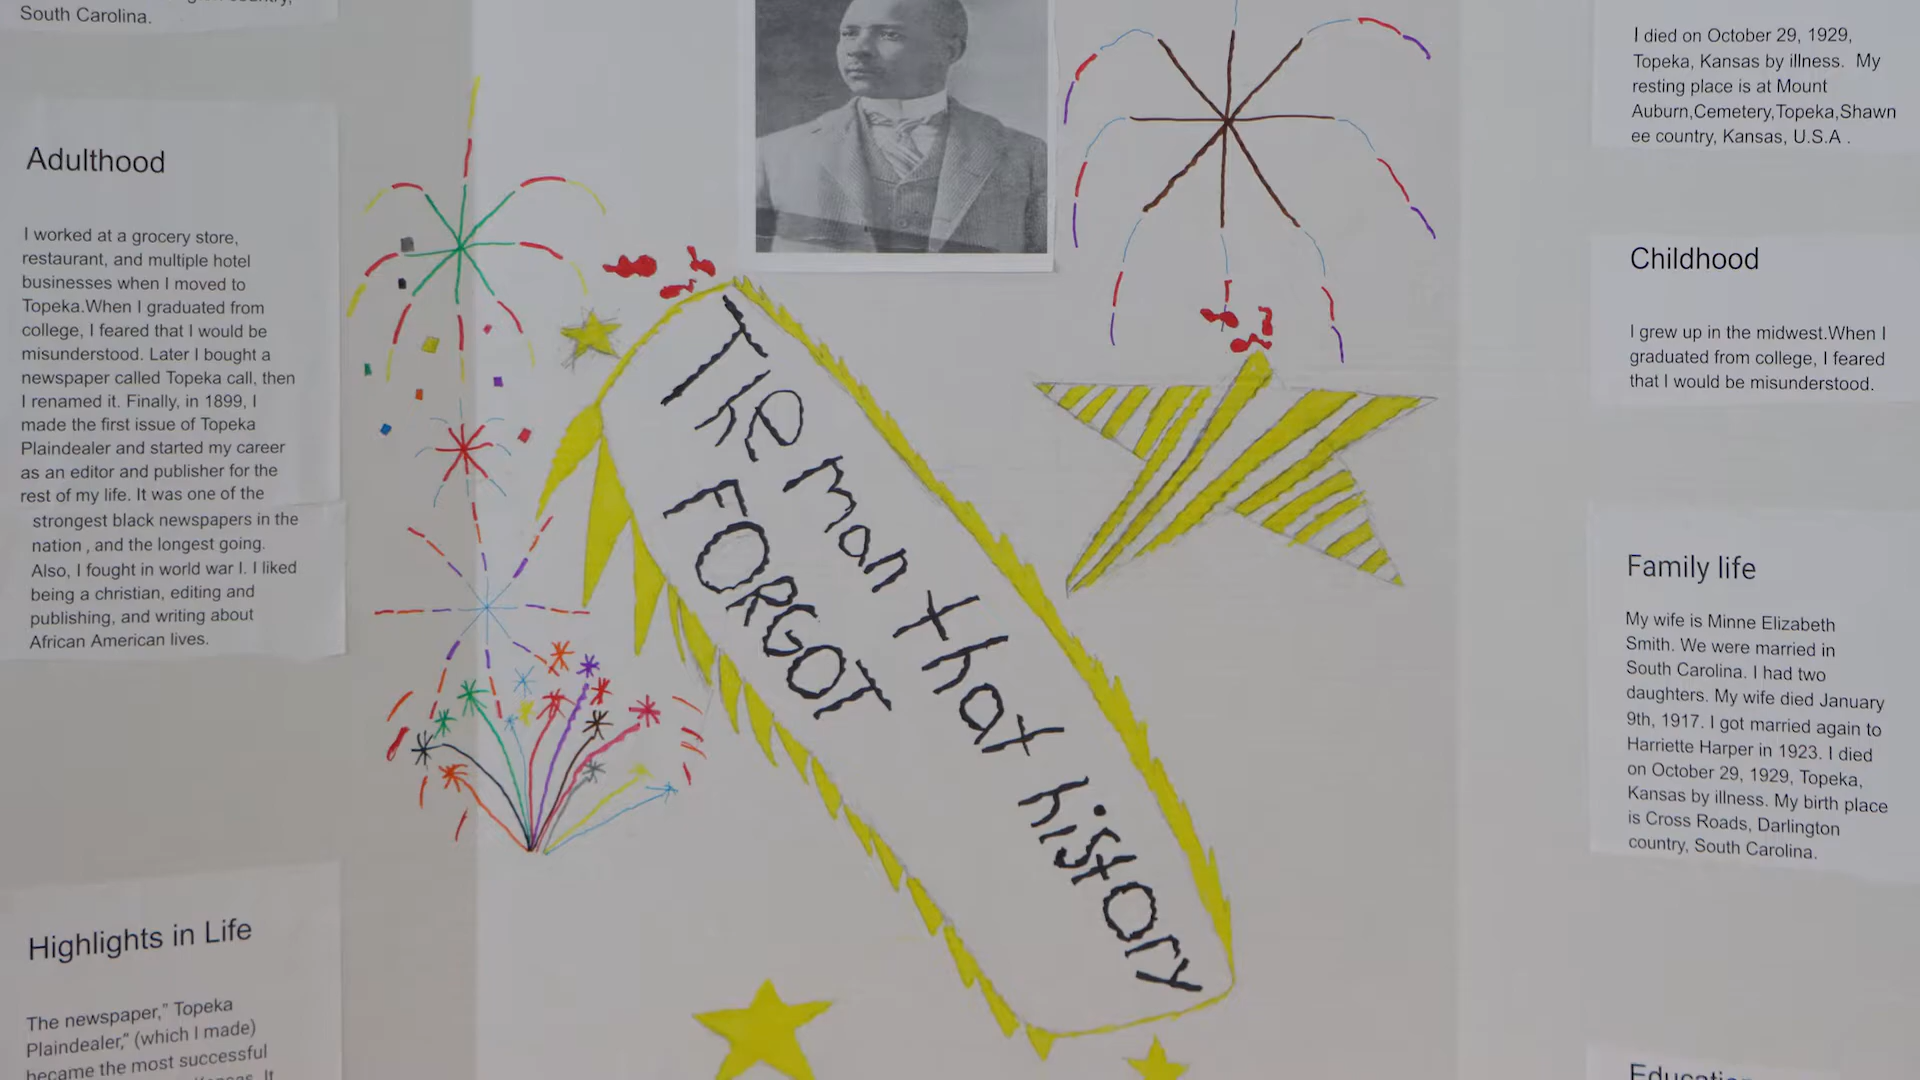 South Carolina.
Adulthood
I worked at a grocery store,
restaurant, and multiple hotel
businesses when I moved to
Topeka.When I graduated from
college, I feared that I would be
misunderstood. Later I bought a
newspaper called Topeka call, then
I renamed it. Finally, in 1899, I
made the first issue of Topeka
Plaindealer and started my career
as an editor and publisher for the
rest of my life. It was one of the
strongest black newspapers in the
nation , and the longest going.
Also, I fought in world war I. I liked
being a christian, editing and
publishing, and writing about
African American lives.
Highlights in Life
The newspaper," Topeka
Plaindealer," (which I made)
became the most successful
It
The man that history
FORGOT
I died on October 29, 1929,
Topeka, Kansas by illness. My
resting place is at Mount
Auburn,Cemetery,Topeka,Shawn
ee country, Kansas, U.S.A .
Childhood
I grew up in the midwest.When I
graduated from college, I feared
that I would be misunderstood.
Family life
My wife is Minne Elizabeth
Smith. We were married in
South Carolina. I had two
daughters. My wife died January
9th, 1917. I got married again to
Harriette Harper in 1923. I died
on October 29, 1929, Topeka,
Kansas by illness. My birth place
is Cross Roads, Darlington
country, South Carolina.